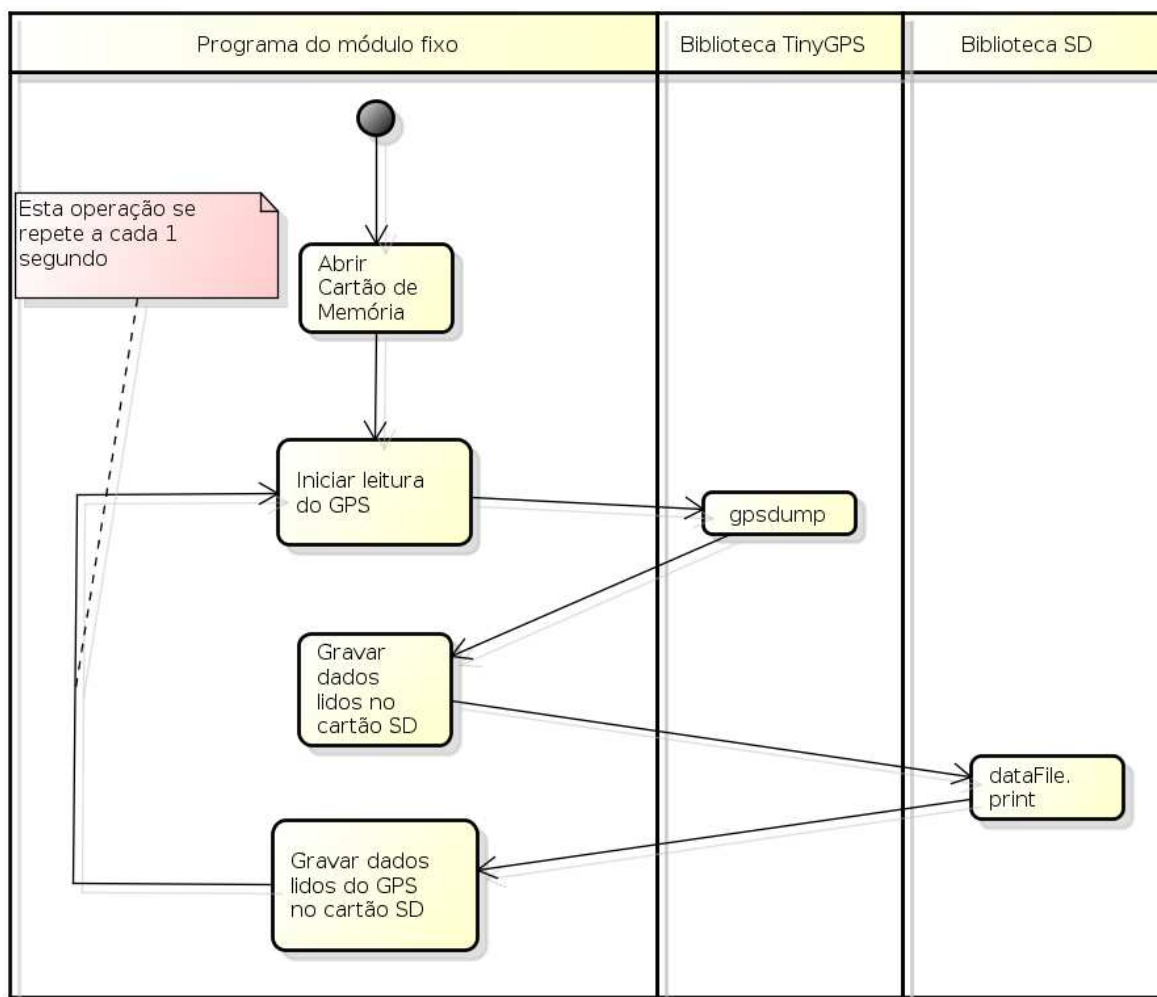 Programa do módulo fixo
Biblioteca TinyGPS
Biblioteca SD
Esta operação se
repete a cada 1
segundo
Abrir
Cartão de
Memória
Iniciar leitura
do GPS
gpsdump
Gravar
dados
lidos no
cartão SD
dataFile.
print
Gravar dados
lidos do GPS
no cartão SD